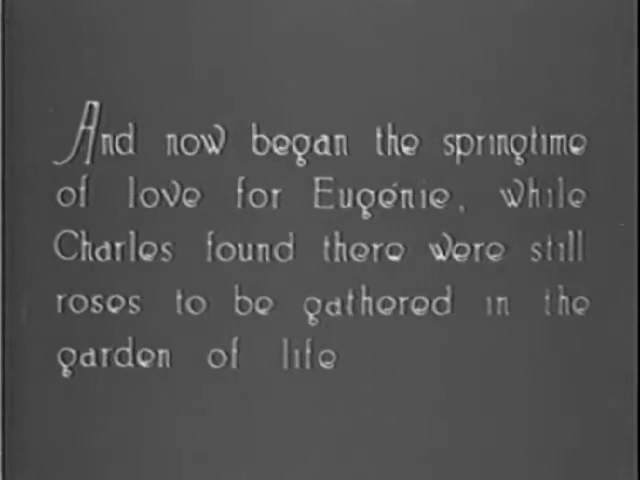 And now began the springtime
of love for Eugénie, while
Charles found there were still
roses to be gathered in the
garden of life